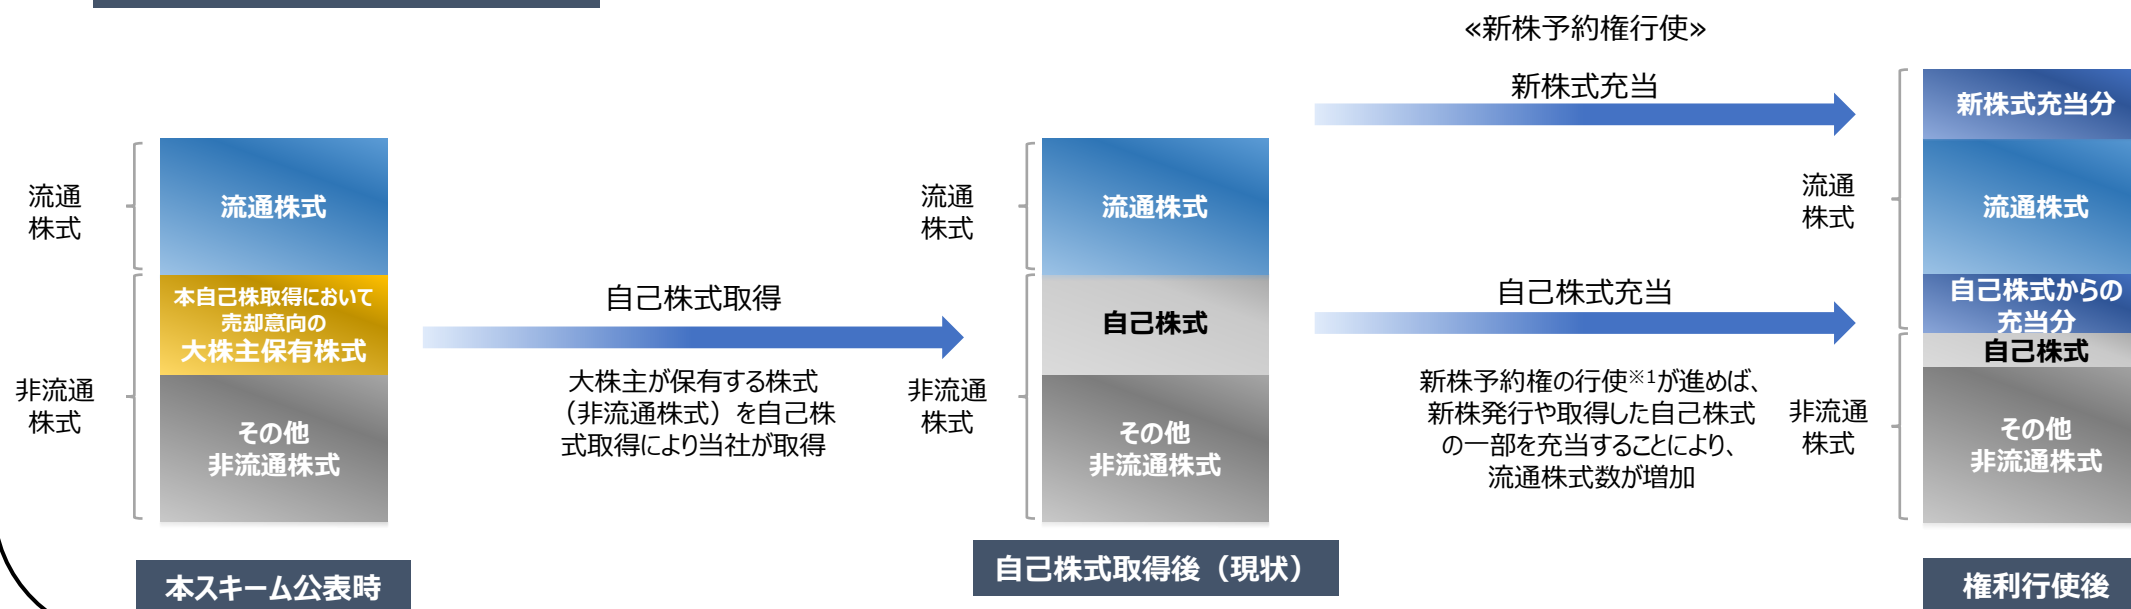 «新株予約権行使»
新株式充当
新株式充当分
流通
株式
流通株式
流通
株式
流通株式
流通
株式
流通株式
本自己株取得において
売却意向の
大株主保有株式
自己株式取得
自己株式
自己株式充当
自己株式からの
充当分
自己株式
大株主が保有する株式
（非流通株式）を自己株
式取得により当社が取得
新株予約権の行使※1が進めば、
新株発行や取得した自己株式
の一部を充当することにより、
流通株式数が増加
非流通
株式
その他
非流通株式
非流通
株式
その他
非流通株式
非流通
株式
その他
非流通株式
本スキーム公表時
自己株式取得後（現状）
権利行使後